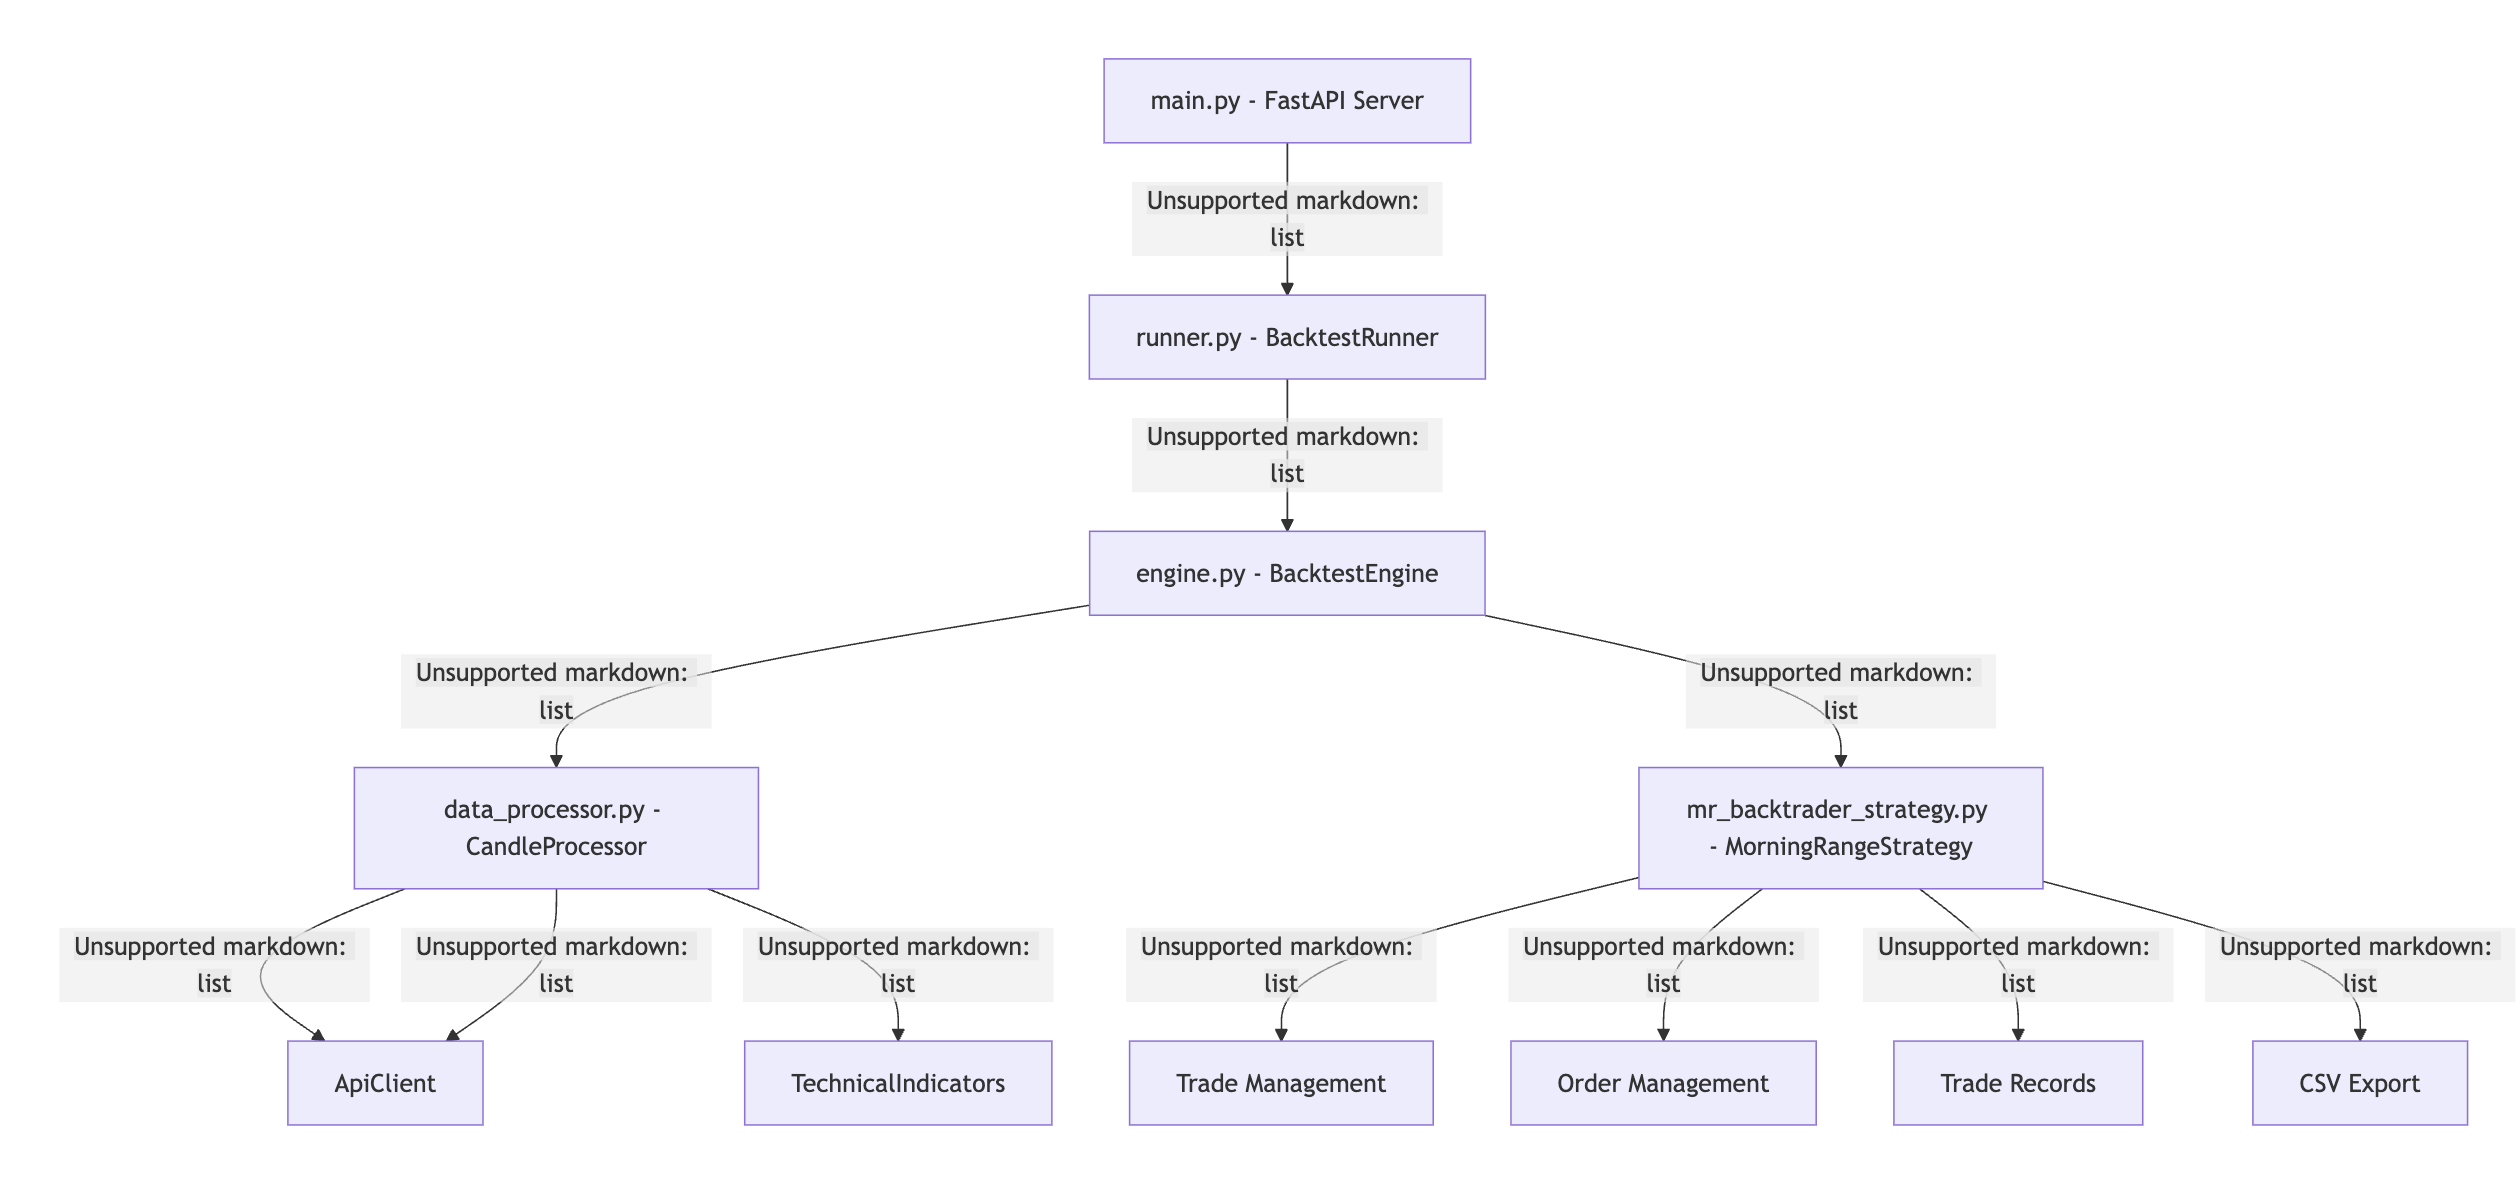 main.py - FastAPI Server
Unsupported markdown:
list
runner.py - BacktestRunner
Unsupported markdown:
list
engine.py - BacktestEngine
Unsupported markdown:
list
Unsupported markdown:
list
data_processor.py -
CandleProcessor
mr_backtrader_strategy.py
- MorningRangeStrategy
Unsupported markdown:
list
Unsupported markdown:
list
Unsupported markdown:
list
Unsupported markdown:
list
Unsupported markdown:
list
Unsupported markdown:
list
Unsupported markdown:
list
ApiClient
TechnicalIndicators
Trade Management
Order Management
Trade Records
CSV Export